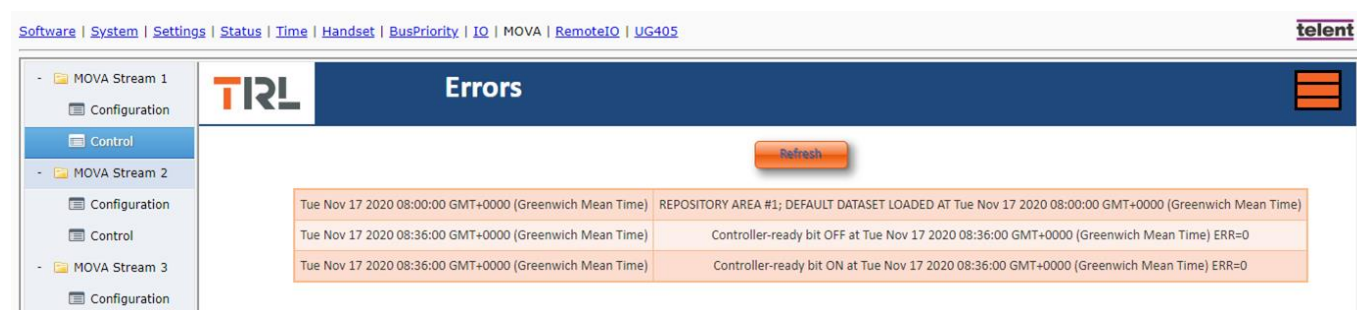 Software | System | Settings | Status | Time | Handset | BusPriority | IO | MOVA | RemoteIO | UG405
telent
- MOVA Stream 1
Configuration
Control
- MOVA Stream 2
Configuration
Control
- MOVA Stream 3
Configuration
TRL
Errors
Refresh
Tue Nov 17 2020 08:00:00 GMT+0000 (Greenwich Mean Time) REPOSITORY AREA #1; DEFAULT DATASET LOADED AT Tue Nov 17 2020 08:00:00 GMT+0000 (Greenwich Mean Time)
Tue Nov 17 2020 08:36:00 GMT+0000 (Greenwich Mean Time) Controller-ready bit OFF at Tue Nov 17 2020 08:36:00 GMT+0000 (Greenwich Mean Time) ERR=0
Tue Nov 17 2020 08:36:00 GMT+0000 (Greenwich Mean Time) Controller-ready bit ON at Tue Nov 17 2020 08:36:00 GMT+0000 (Greenwich Mean Time) ERR=0